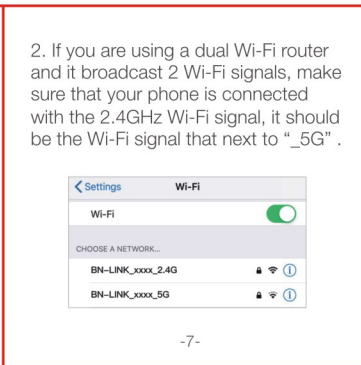 2. If you are using a dual Wi-Fi router
and it broadcast 2 Wi-Fi signals, make
sure that your phone is connected
with the 2.4GHz Wi-Fi signal, it should
be the Wi-Fi signal that next to “_5G” .
Settings Wi-Fi
Wi-Fi
CHOOSE A NETWORK...
BN-LINK_xxxx_2.4G
BN-LINK_xxxx_5G
-7-